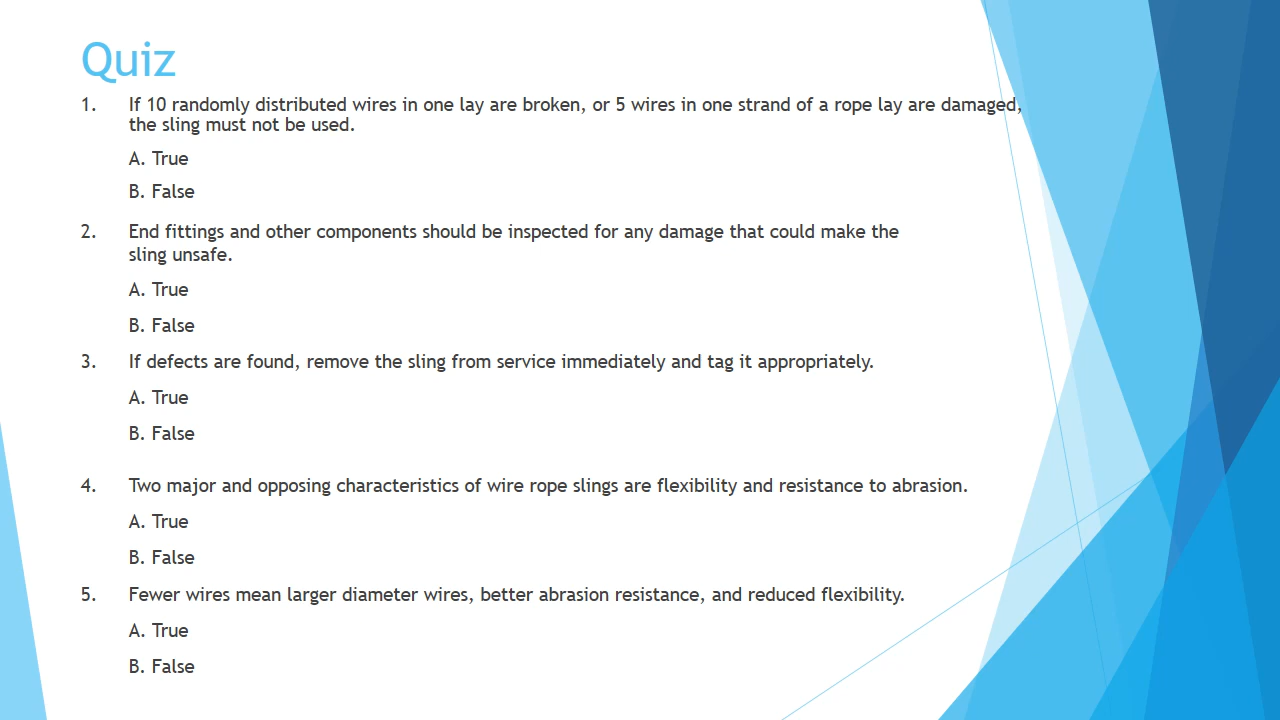 Quiz
1. If 10 randomly distributed wires in one lay are broken, or 5 wires in one strand of a rope lay are damaged,
the sling must not be used.
A. True
B. False
2. End fittings and other components should be inspected for any damage that could make the
sling unsafe.
A. True
B. False
3. If defects are found, remove the sling from service immediately and tag it appropriately.
A. True
B. False
4. Two major and opposing characteristics of wire rope slings are flexibility and resistance to abrasion.
A. True
B. False
5. Fewer wires mean larger diameter wires, better abrasion resistance, and reduced flexibility.
A. True
B. False